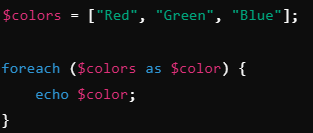 $colors = ["Red", "Green", "Blue"];
foreach ($colors as $color) {
    echo $color;
}